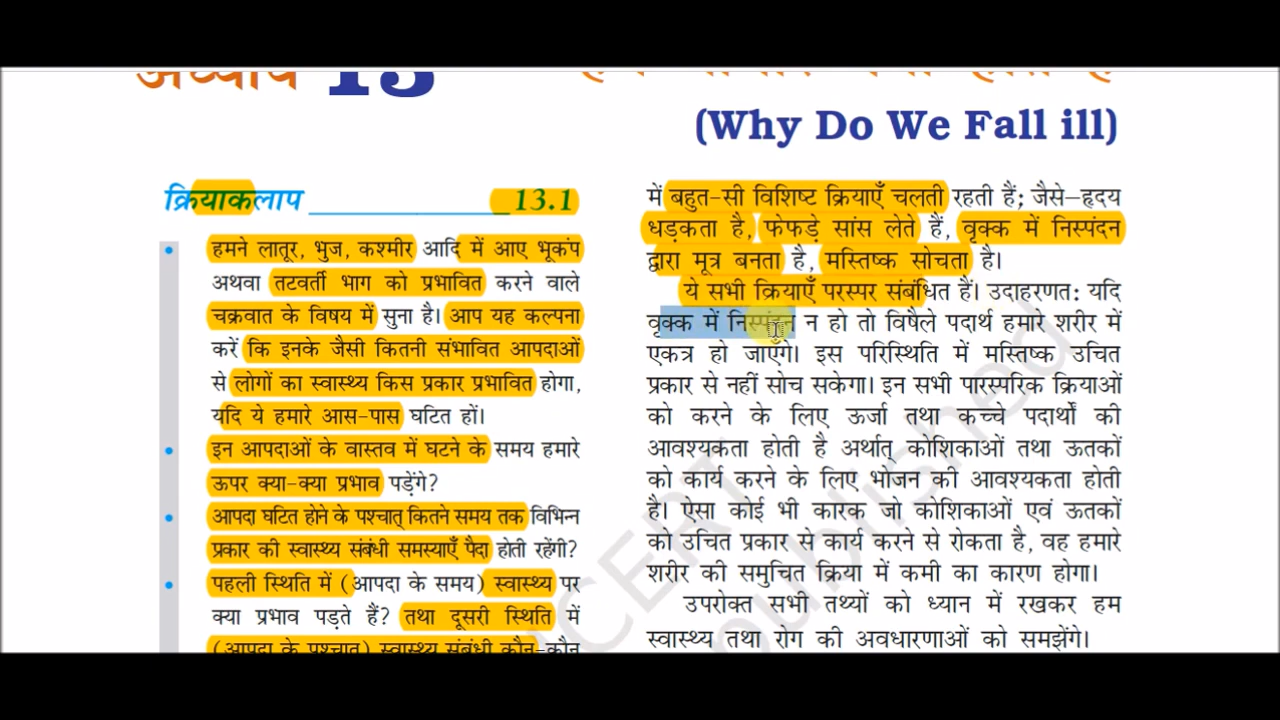 अध्याय 13
(Why Do We Fall ill)
क्रियाकलाप ______________ 13.1
• हमने लातूर, भुज, कश्मीर आदि में आए भूकंप
अथवा तटवर्ती भाग को प्रभावित करने वाले
चक्रवात के विषय में सुना है। आप यह कल्पना
करें कि इनके जैसी कितनी संभावित आपदाओं
से लोगों का स्वास्थ्य किस प्रकार प्रभावित होगा,
यदि ये हमारे आस-पास घटित हों।
• इन आपदाओं के वास्तव में घटने के समय हमारे
ऊपर क्या-क्या प्रभाव पड़ेंगे?
• आपदा घटित होने के पश्चात् कितने समय तक विभिन्न
प्रकार की स्वास्थ्य संबंधी समस्याएँ पैदा होती रहेंगी?
• पहली स्थिति में (आपदा के समय) स्वास्थ्य पर
क्या प्रभाव पड़ते हैं? तथा दूसरी स्थिति में
(आपदा के पश्चात्) स्वास्थ्य संबंधी कौन-कौन
में बहुत-सी विशिष्ट क्रियाएँ चलती रहती हैं; जैसे–हृदय
धड़कता है, फेफड़े सांस लेते हैं, वृक्क में निस्पंदन
द्वारा मूत्र बनता है, मस्तिष्क सोचता है।
ये सभी क्रियाएँ परस्पर संबंधित हैं। उदाहरणत: यदि
वृक्क में निस्पंदन न हो तो विषैले पदार्थ हमारे शरीर में
एकत्र हो जाएँगे। इस परिस्थिति में मस्तिष्क उचित
प्रकार से नहीं सोच सकेगा। इन सभी पारस्परिक क्रियाओं
को करने के लिए ऊर्जा तथा कच्चे पदार्थों की
आवश्यकता होती है अर्थात् कोशिकाओं तथा ऊतकों
को कार्य करने के लिए भोजन की आवश्यकता होती
है। ऐसा कोई भी कारक जो कोशिकाओं एवं ऊतकों
को उचित प्रकार से कार्य करने से रोकता है, वह हमारे
शरीर की समुचित क्रिया में कमी का कारण होगा।
उपरोक्त सभी तथ्यों को ध्यान में रखकर हम
स्वास्थ्य तथा रोग की अवधारणाओं को समझेंगे।